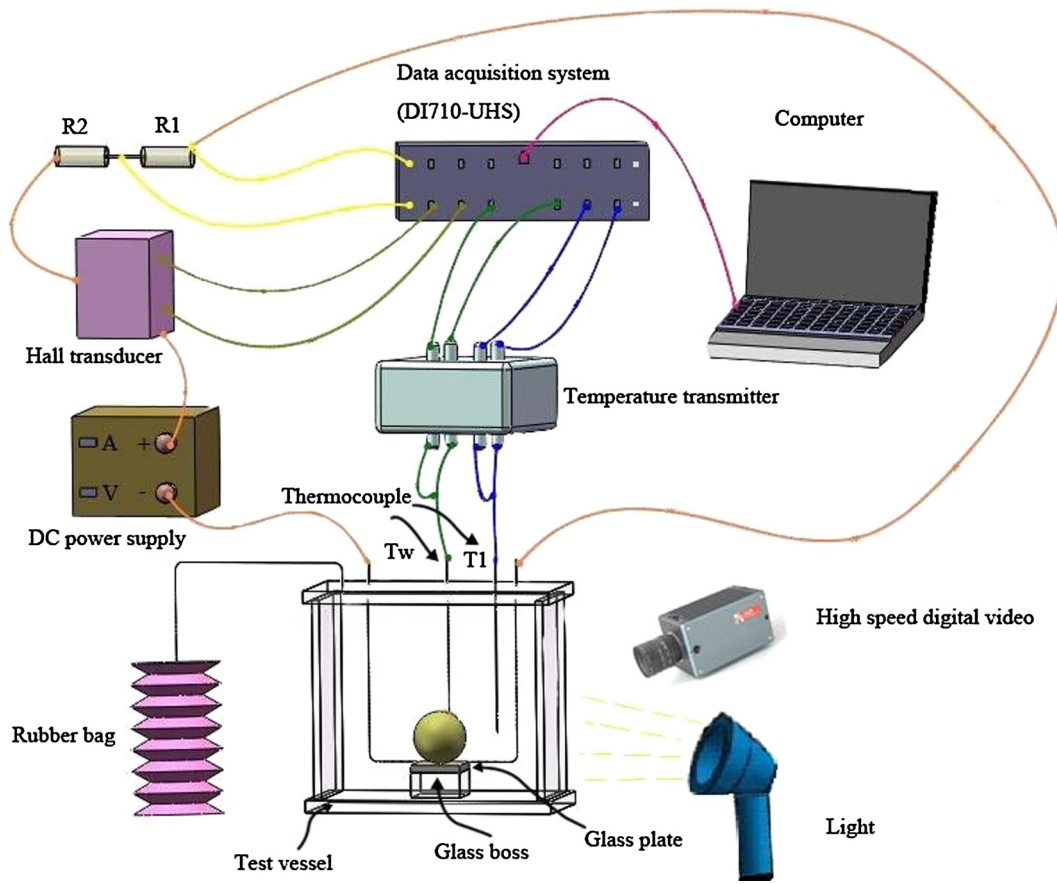 Data acquisition system
(DI710-UHS)
R2
R1
Computer
Hall transducer
Temperature transmitter
A +
V -
DC power supply
Thermocouple
Tw
T1
High speed digital video
Rubber bag
Light
Test vessel
Glass boss
Glass plate